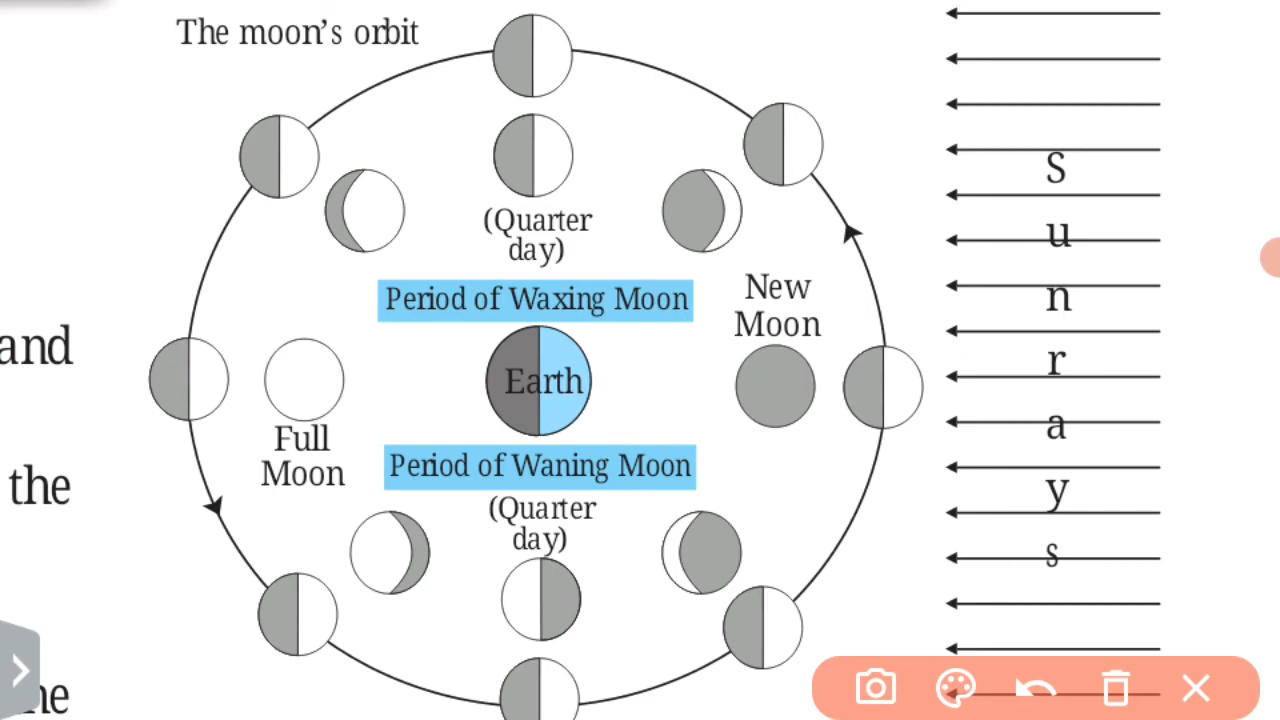 The moon's orbit
(Quarter
day)
Period of Waxing Moon
New
Moon
Earth
Full
Moon
Period of Waning Moon
(Quarter
day)
S
u
n
r
a
y
s
and
the